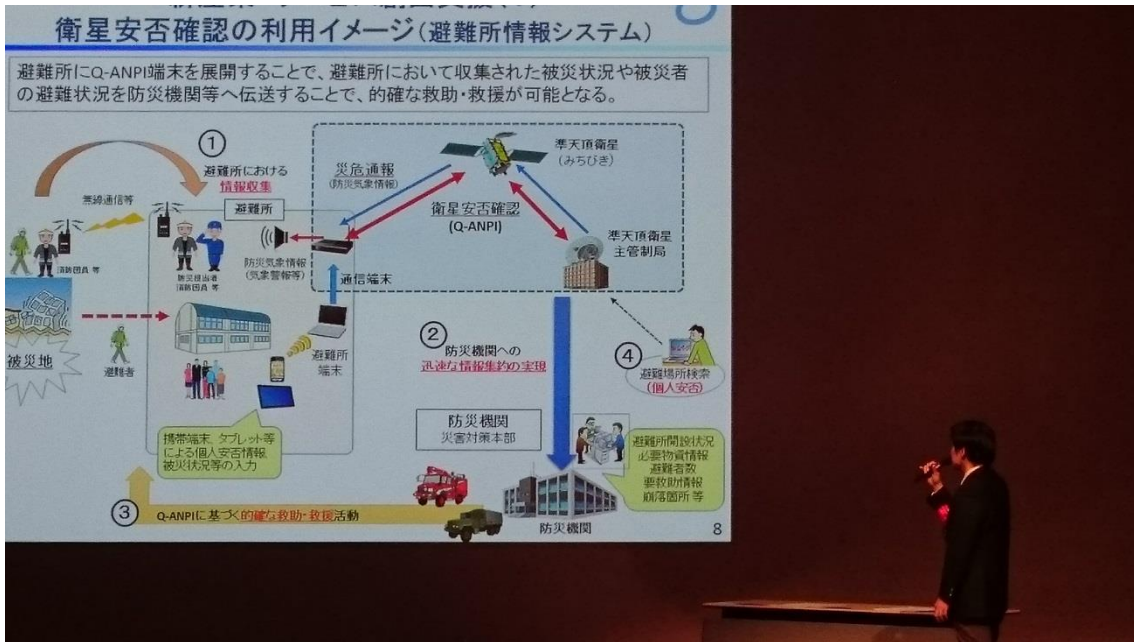 衛星安否確認の利用イメージ(避難所情報システム)
避難所にQ-ANPI端末を展開することで、避難所において収集された被災状況や被災者
の避難状況を防災機関等へ伝送することで、的確な救助・救援が可能となる。
①
避難所における
情報収集
無線通信等
避難所
消防団員 等
防災担当者
消防団員 等
防災気象情報
(気象警報等)
災危通報
(防災気象情報)
衛星安否確認
(Q-ANPI)
準天頂衛星
(みちびき)
準天頂衛星
主管制局
通信端末
被災地
避難者
避難所
端末
携帯端末、タブレット等
による個人安否情報、
被災状況等の入力
②
防災機関への
迅速な情報集約の実現
④
避難場所検索
(個人安否)
防災機関
災害対策本部
避難所開設状況
必要物資情報
避難者数
要救助情報
崩落箇所 等
防災機関
③
Q-ANPIに基づく的確な救助・救援活動
8